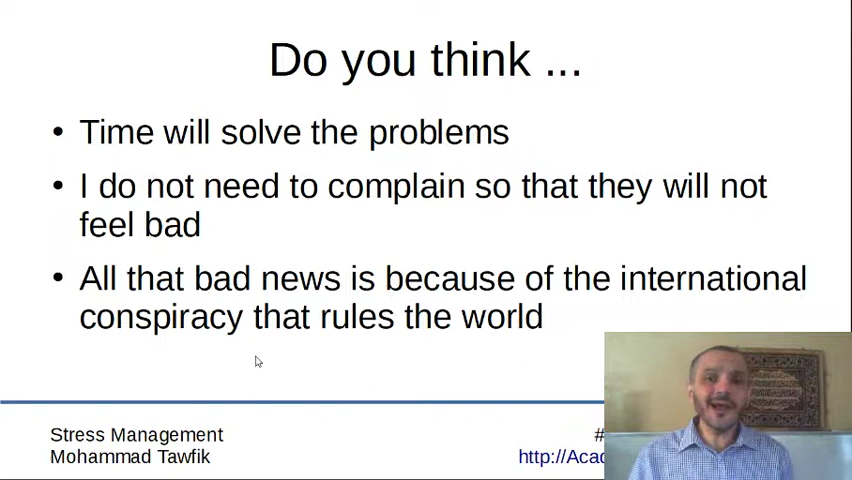 Do you think ...
• Time will solve the problems
• I do not need to complain so that they will not
feel bad
• All that bad news is because of the international
conspiracy that rules the world
Stress Management
#
Mohammad Tawfik
http://Acad